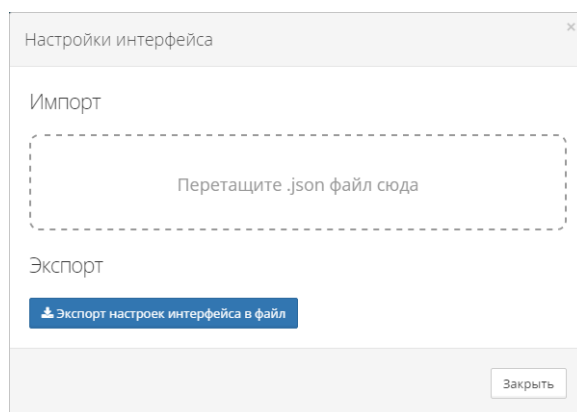 Настройки интерфейса
×
Импорт
Перетащите .json файл сюда
Экспорт
Экспорт настроек интерфейса в файл
Закрыть